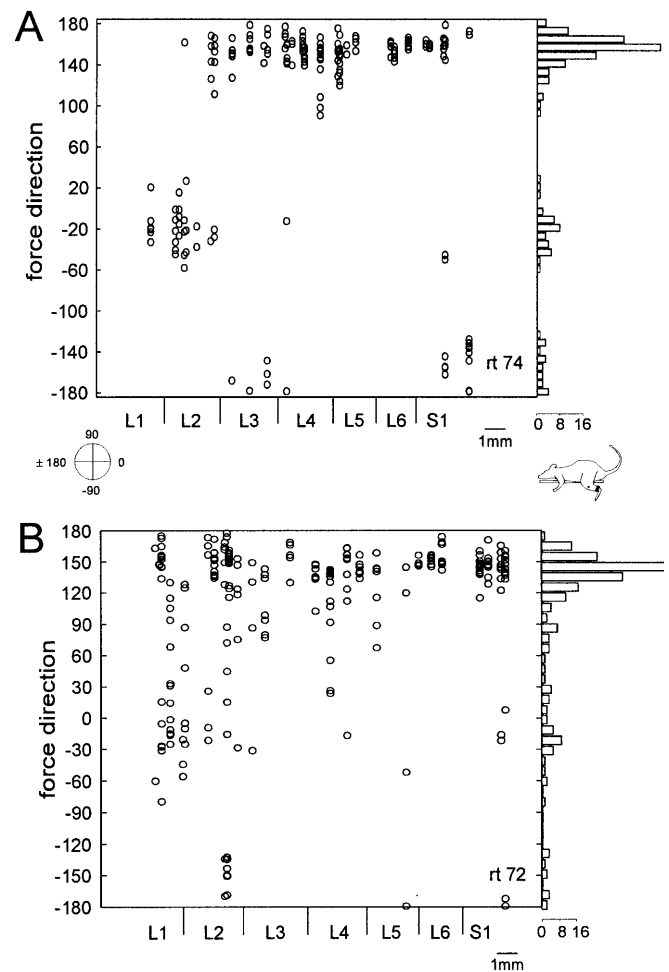 A
force direction
180
140
100
60
20
-20
-60
-100
-140
-180
rt 74
L1 L2 L3 L4 L5 L6 S1
1mm
0 8 16
90
± 180 0
-90
B
force direction
180
150
120
90
60
30
0
-30
-60
-90
-120
-150
-180
rt 72
L1 L2 L3 L4 L5 L6 S1
1mm
0 8 16